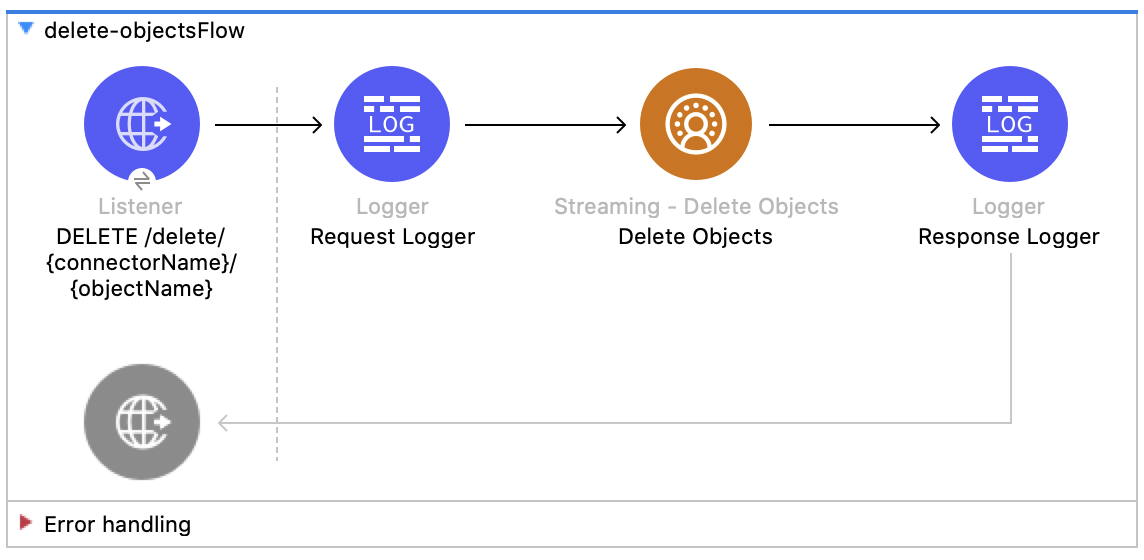 delete-objectsFlow
LOG
LOG
Listener
Logger
Streaming - Delete Objects
Logger
DELETE /delete/
{connectorName}/
{objectName}
Request Logger
Delete Objects
Response Logger
Error handling